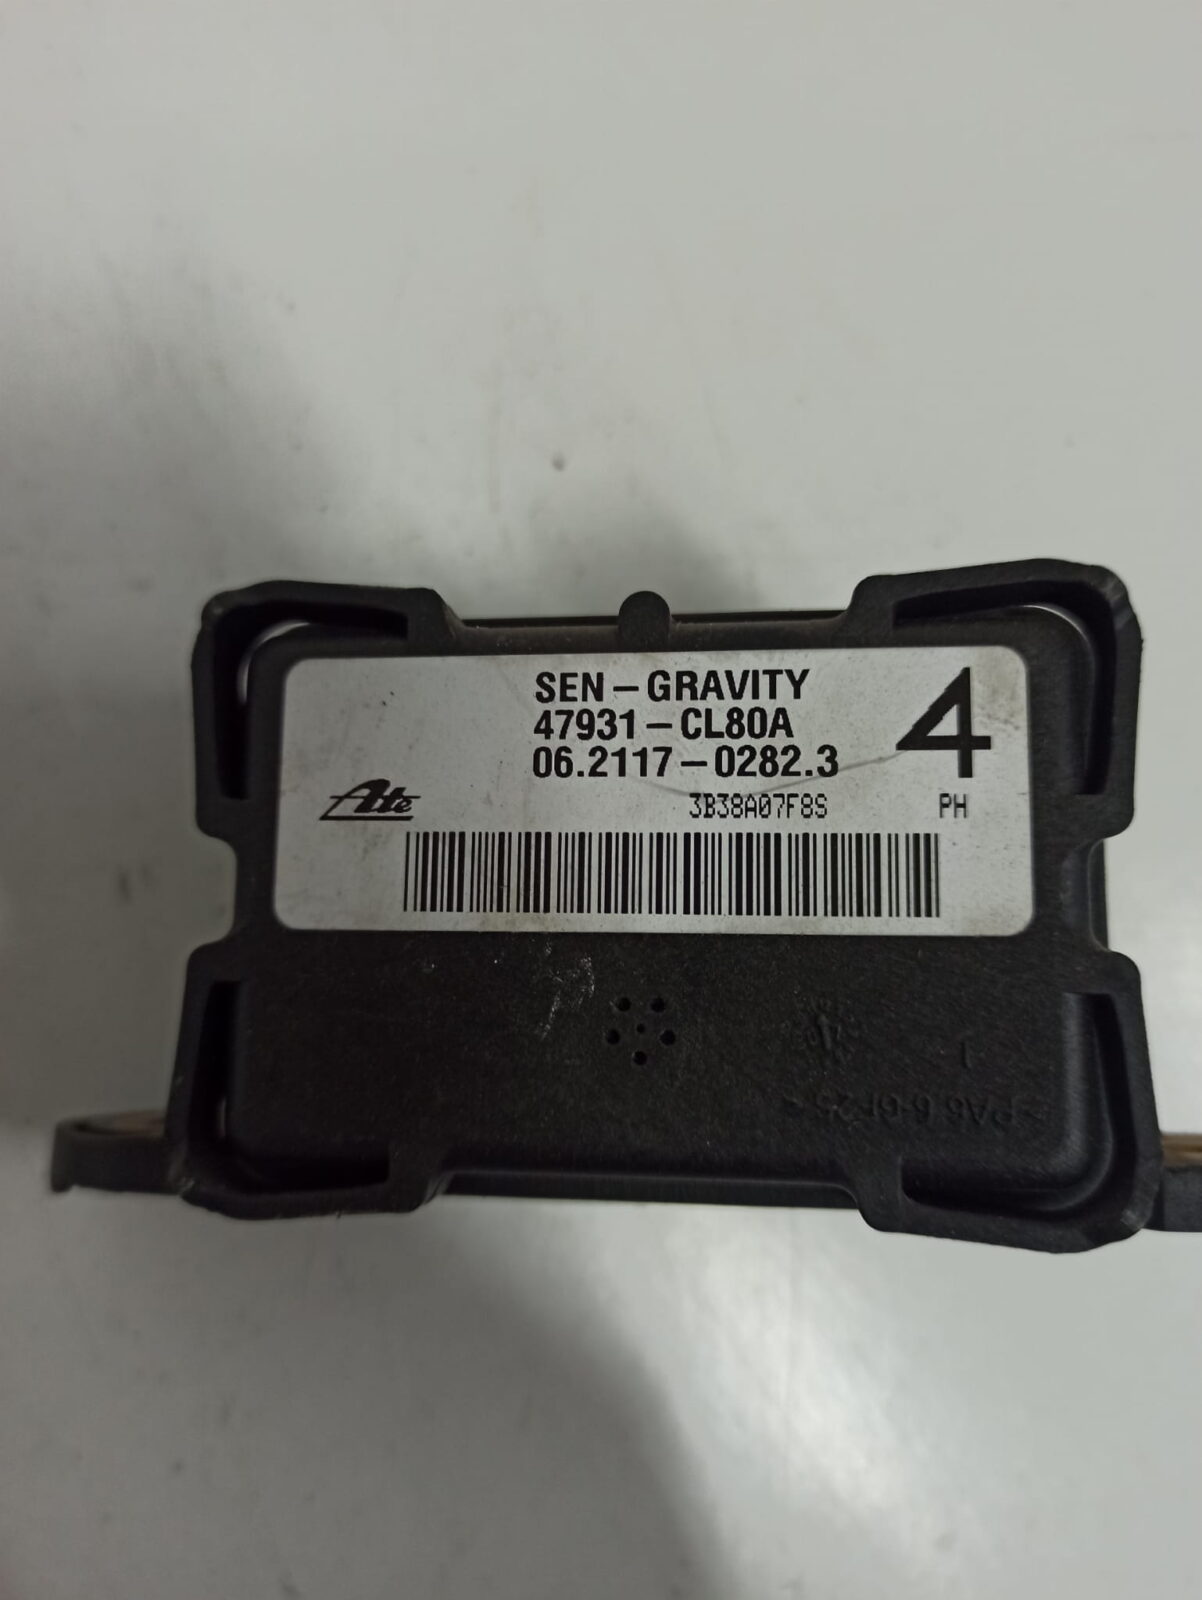 SEN-GRAVITY
47931-CL80A
06.2117-0282.3
4
Ate
3B38A07F8S PH